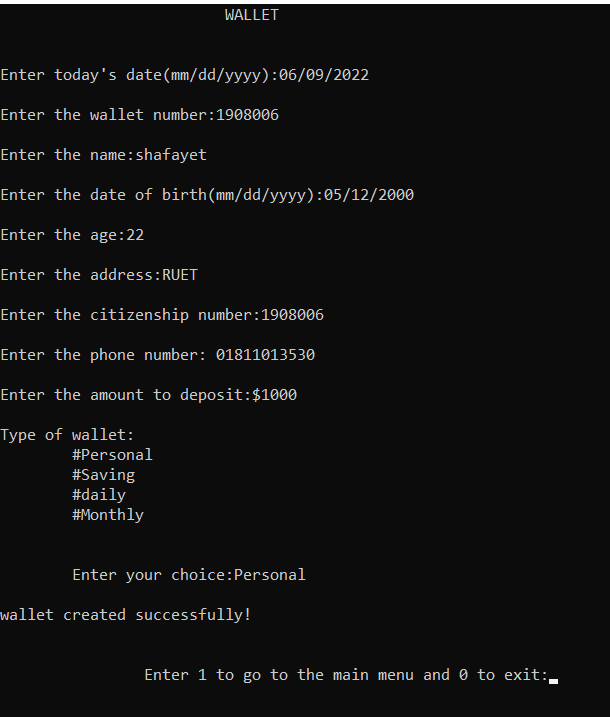 WALLET
Enter today's date(mm/dd/yyyy):06/09/2022
Enter the wallet number:1908006
Enter the name:shafayet
Enter the date of birth(mm/dd/yyyy):05/12/2000
Enter the age:22
Enter the address:RUET
Enter the citizenship number:1908006
Enter the phone number: 01811013530
Enter the amount to deposit:$1000
Type of wallet:
#Personal
#Saving
#daily
#Monthly
Enter your choice:Personal
wallet created successfully!
Enter 1 to go to the main menu and 0 to exit: